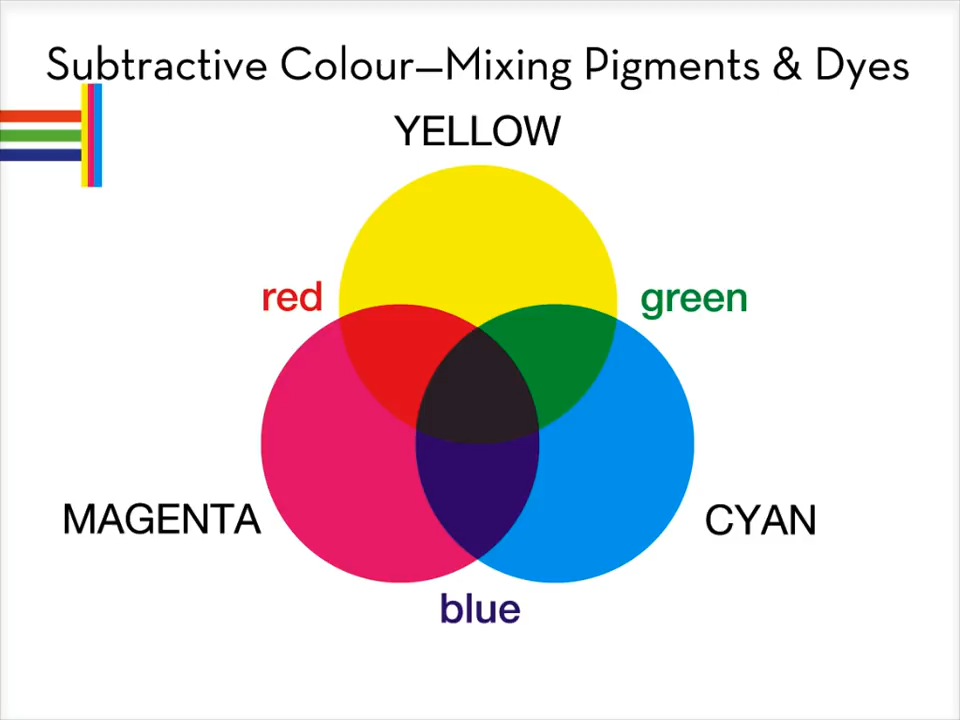 Subtractive Colour—Mixing Pigments & Dyes
YELLOW
red
green
MAGENTA
CYAN
blue